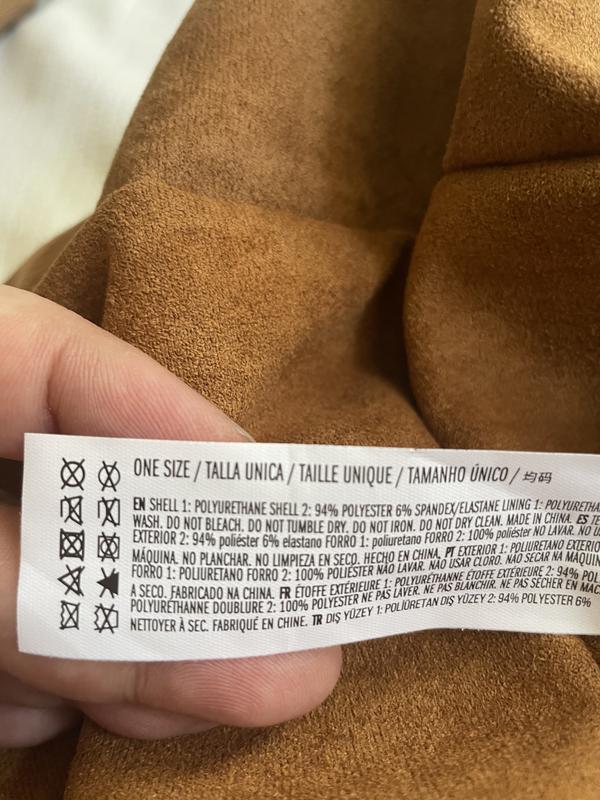 ONE SIZE / TALLA UNICA / TAILLE UNIQUE / TAMANHO ÚNICO / 均码
EN SHELL 1: POLYURETHANE SHELL 2: 94% POLYESTER 6% SPANDEX/ELASTANE LINING 1: POLYURETHA
WASH. DO NOT BLEACH. DO NOT TUMBLE DRY. DO NOT IRON. DO NOT DRY CLEAN. MADE IN CHINA. ES
EXTERIOR 2: 94% poliéster 6% elastano FORRO 1: poliuretano FORRO 2: 100% poliéster NO LAVAR. NO
MÁQUINA. NO PLANCHAR. NO LIMPIEZA EN SECO. HECHO EN CHINA. PT EXTERIOR 1: POLIURETANO EXTERIO
FORRO 1: POLIURETANO FORRO 2: 100% POLIÉSTER NÃO LAVAR. NÃO USAR CLORO. NÃO SECAR NA MÁQUIN
A SECO. FABRICADO NA CHINA. FR ÉTOFFE EXTÉRIEURE 1: POLYURÉTHANNE ÉTOFFE EXTÉRIEURE 2: 94% POL
POLYURÉTHANNE DOUBLURE 2: 100% POLYESTER NE PAS LAVER. NE PAS BLANCHIR. NE PAS SÉCHER EN MAC
NETTOYER À SEC. FABRIQUÉ EN CHINE. TR DIŞ YÜZEY 1: POLİÜRETAN DIŞ YÜZEY 2: 94% POLYESTER 6%